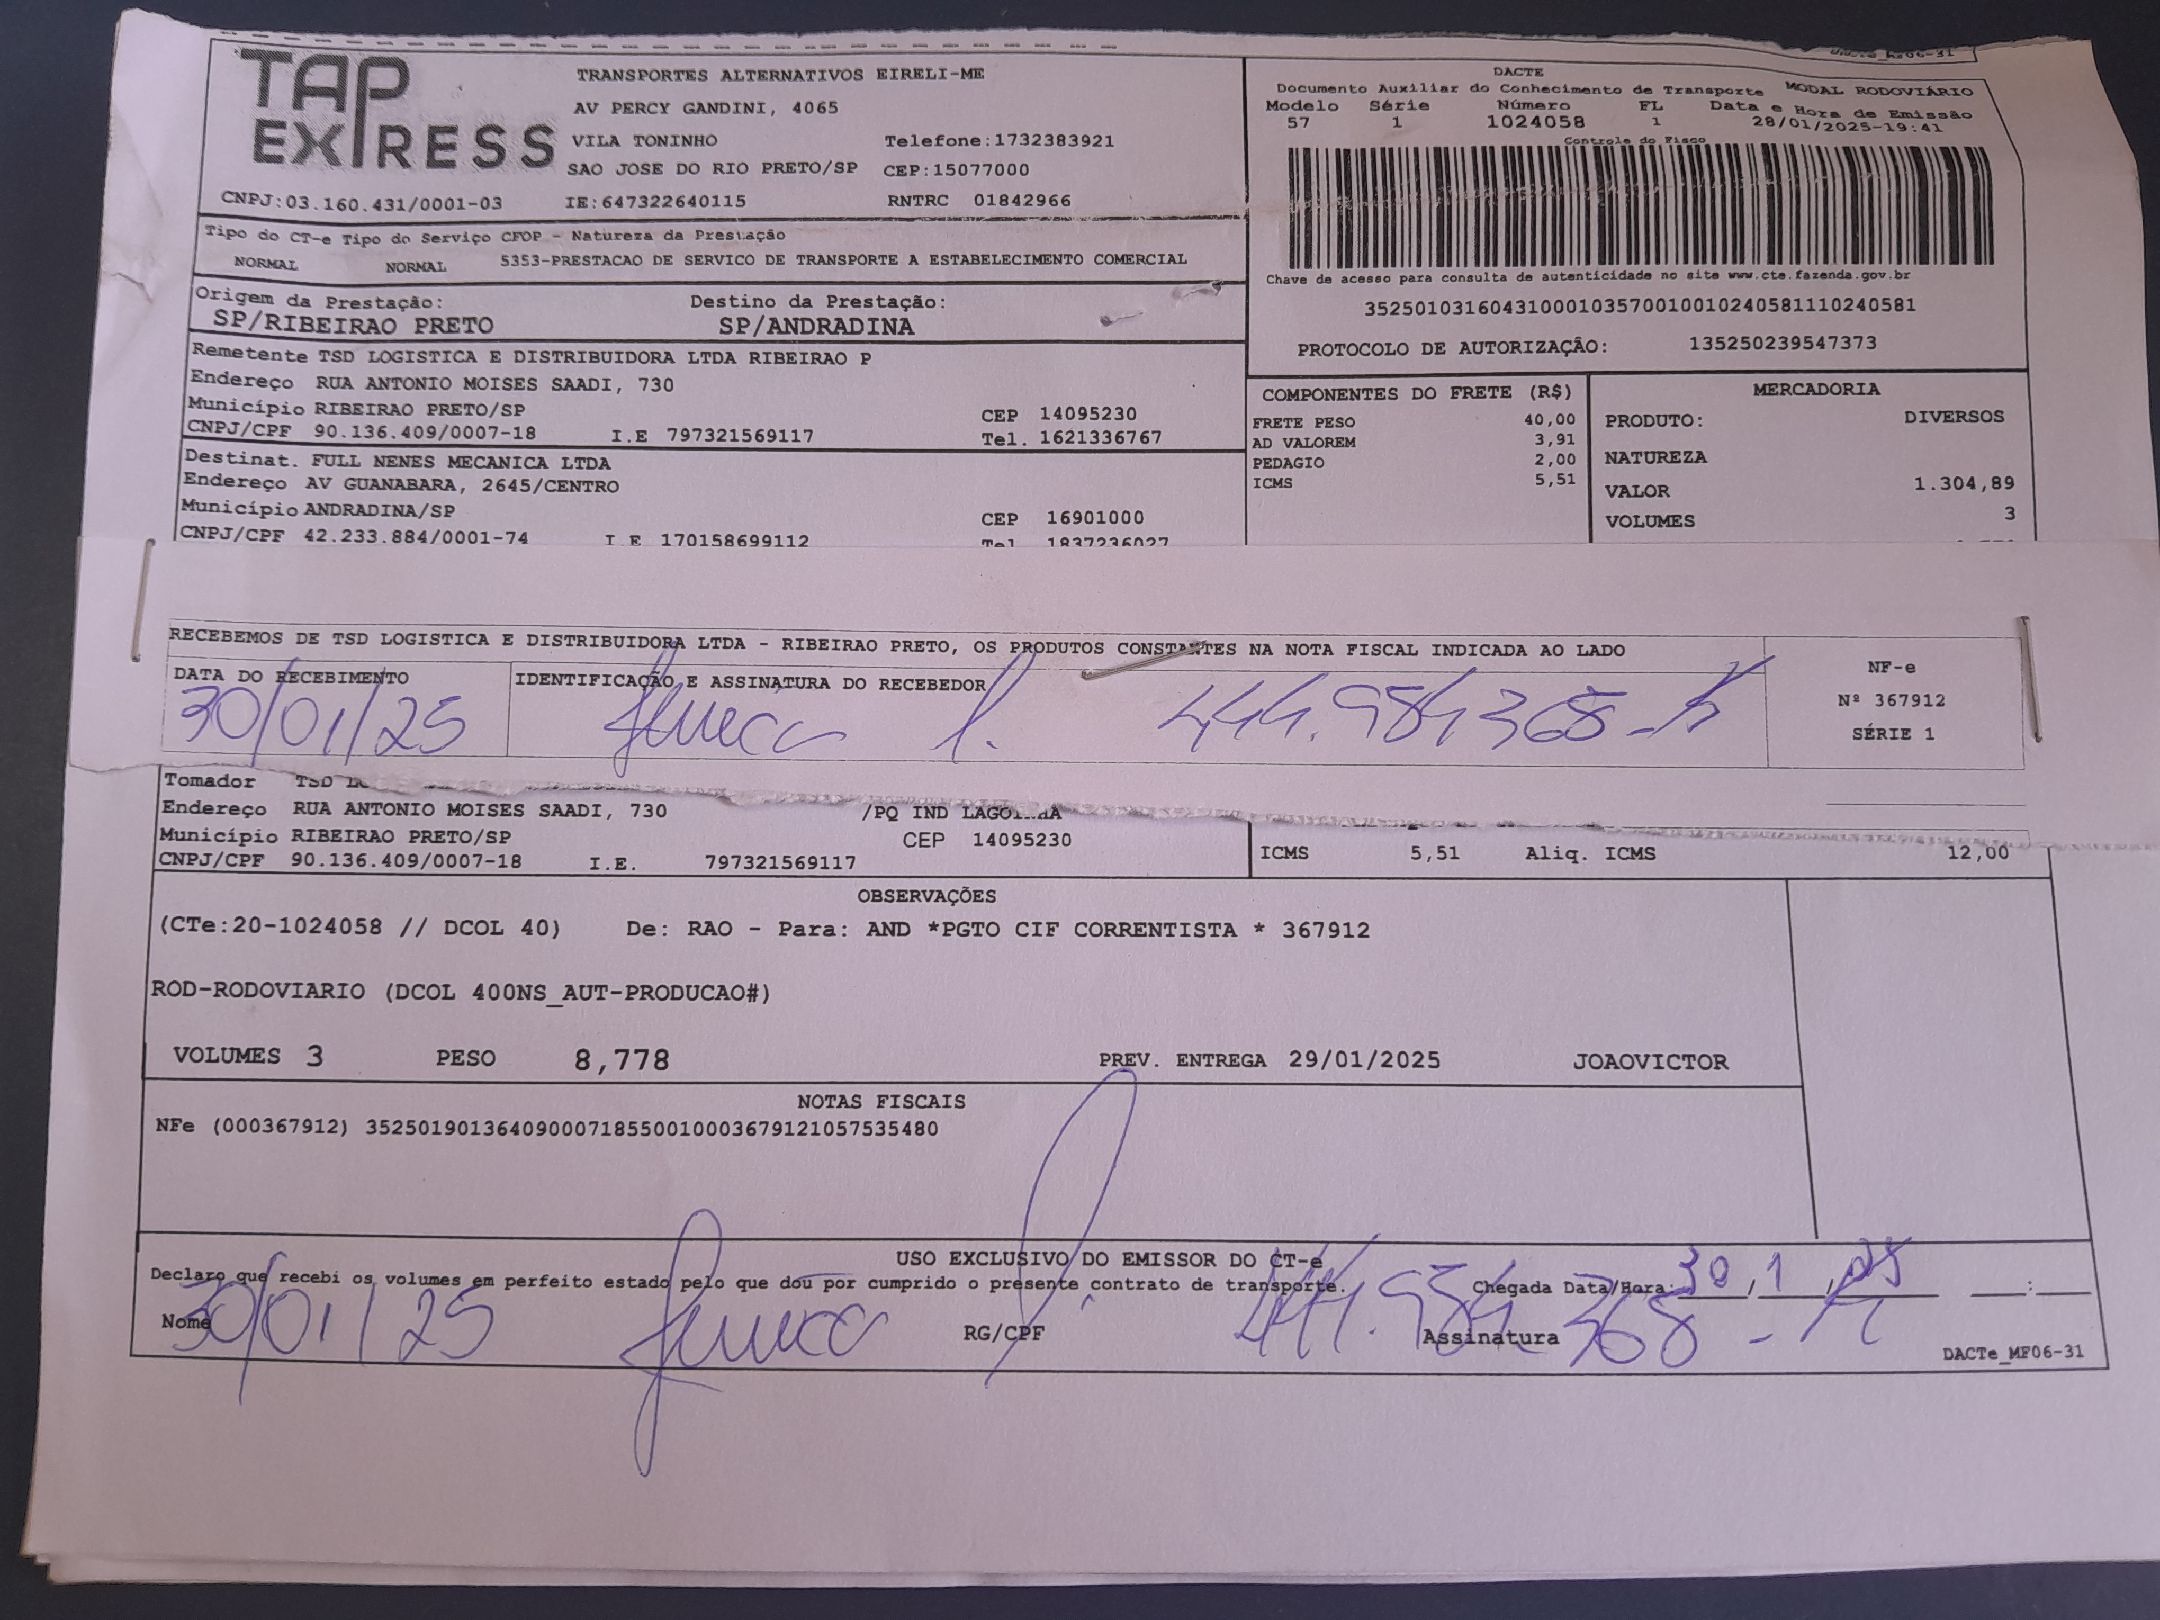 TAP EXPRESS
TRANSPORTES ALTERNATIVOS EIRELI-ME
AV PERCY GANDINI, 4065
VILA TONINHO Telefone:1732383921
SAO JOSE DO RIO PRETO/SP CEP:15077000
CNPJ:03.160.431/0001-03 IE:647322640115 RNTRC 01842966
DACTE
Documento Auxiliar do Conhecimento de Transporte MODAL RODOVIÁRIO
Modelo Série Número FL Data e Hora de Emissão
57 1 1024058 1 28/01/2025-19:41
Controle do Fisco
Chave de acesso para consulta de autenticidade no site www.cte.fazenda.gov.br
35250103160431000103570010010240581110240581
PROTOCOLO DE AUTORIZAÇÃO: 135250239547373
Tipo do CT-e Tipo do Serviço CFOP - Natureza da Prestação
NORMAL NORMAL 5353-PRESTACAO DE SERVICO DE TRANSPORTE A ESTABELECIMENTO COMERCIAL
Origem da Prestação: Destino da Prestação:
SP/RIBEIRAO PRETO SP/ANDRADINA
Remetente TSD LOGISTICA E DISTRIBUIDORA LTDA RIBEIRAO P
Endereço RUA ANTONIO MOISES SAADI, 730
Município RIBEIRAO PRETO/SP CEP 14095230
CNPJ/CPF 90.136.409/0007-18 I.E 797321569117 Tel. 1621336767
Destinat. FULL NENES MECANICA LTDA
Endereço AV GUANABARA, 2645/CENTRO
Município ANDRADINA/SP CEP 16901000
CNPJ/CPF 42.233.884/0001-74 I E 170158699112 Tel 1837236027
COMPONENTES DO FRETE (R$)
FRETE PESO 40,00
AD VALOREM 3,91
PEDAGIO 2,00
ICMS 5,51
MERCADORIA
PRODUTO: DIVERSOS
NATUREZA
VALOR 1.304,89
VOLUMES 3
RECEBEMOS DE TSD LOGISTICA E DISTRIBUIDORA LTDA - RIBEIRAO PRETO, OS PRODUTOS CONSTANTES NA NOTA FISCAL INDICADA AO LADO
DATA DO RECEBIMENTO IDENTIFICAÇÃO E ASSINATURA DO RECEBEDOR
30/01/25
NF-e
Nº 367912
SÉRIE 1
Tomador TSD
Endereço RUA ANTONIO MOISES SAADI, 730 /PQ IND
Município RIBEIRAO PRETO/SP CEP 14095230
CNPJ/CPF 90.136.409/0007-18 I.E. 797321569117
ICMS 5,51 Aliq. ICMS 12,00
OBSERVAÇÕES
(CTe:20-1024058 // DCOL 40) De: RAO - Para: AND *PGTO CIF CORRENTISTA * 367912
ROD-RODOVIARIO (DCOL 400NS_AUT-PRODUCAO#)
VOLUMES 3 PESO 8,778 PREV. ENTREGA 29/01/2025 JOAOVICTOR
NOTAS FISCAIS
NFe (000367912) 35250190136409000718550010003679121057535480
USO EXCLUSIVO DO EMISSOR DO CT-e
Declaro que recebi os volumes em perfeito estado pelo que dou por cumprido o presente contrato de transporte. Chegada Data/Hora: 30/1/25
Nome 30/01/25 RG/CPF Assinatura
DACTe_MF06-31